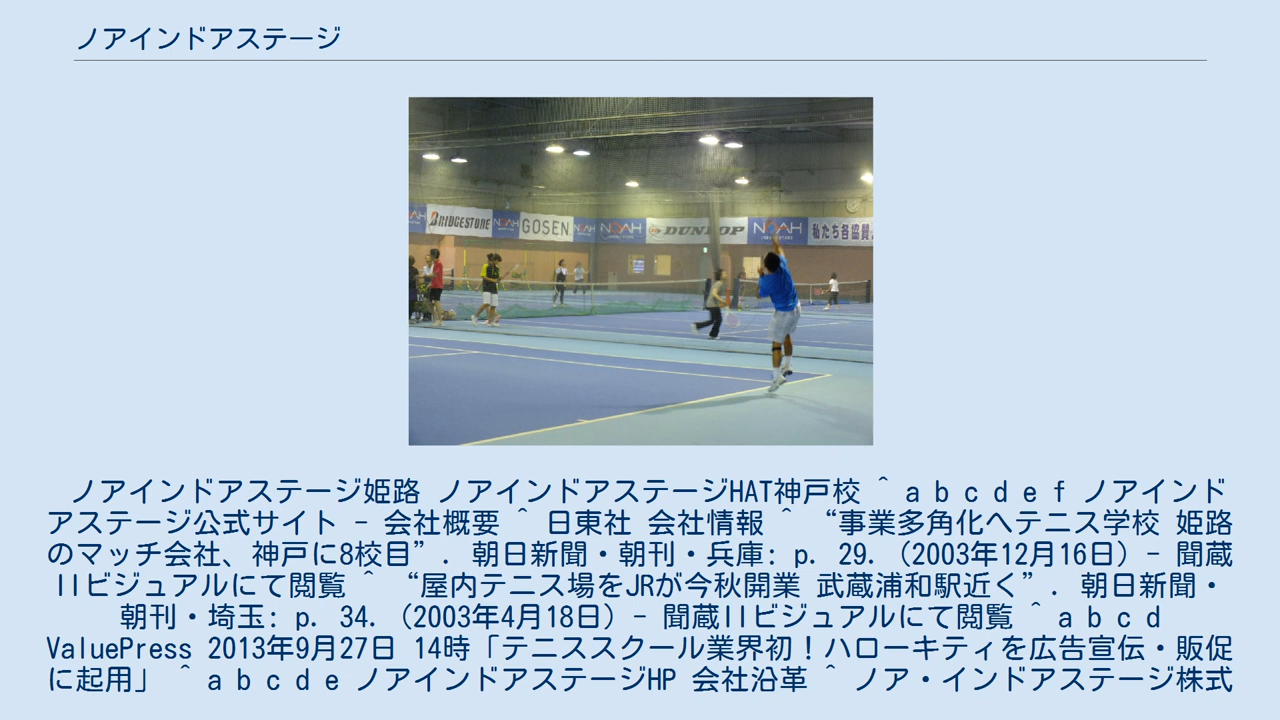 ノアインドアステージ
NOAH BRIDGESTONE NOAH GOSEN NOAH NOAH DUNLOP NOAH 私たち各協賛
ノアインドアステージ姫路 ノアインドアステージHAT神戸校 ^ a b c d e f ノアインド
アステージ公式サイト - 会社概要 ^ 日東社 会社情報 ^ “事業多角化へテニス学校 姫路
のマッチ会社、神戸に8校目”. 朝日新聞・朝刊・兵庫: p. 29. (2003年12月16日) - 聞蔵
IIビジュアルにて閲覧 ^ “屋内テニス場をJRが今秋開業 武蔵浦和駅近く”. 朝日新聞・
朝刊・埼玉: p. 34. (2003年4月18日) - 聞蔵IIビジュアルにて閲覧 ^ a b c d
ValuePress 2013年9月27日 14時「テニススクール業界初！ハローキティを広告宣伝・販促
に起用」 ^ a b c d e ノアインドアステージHP 会社沿革 ^ ノア・インドアステージ株式